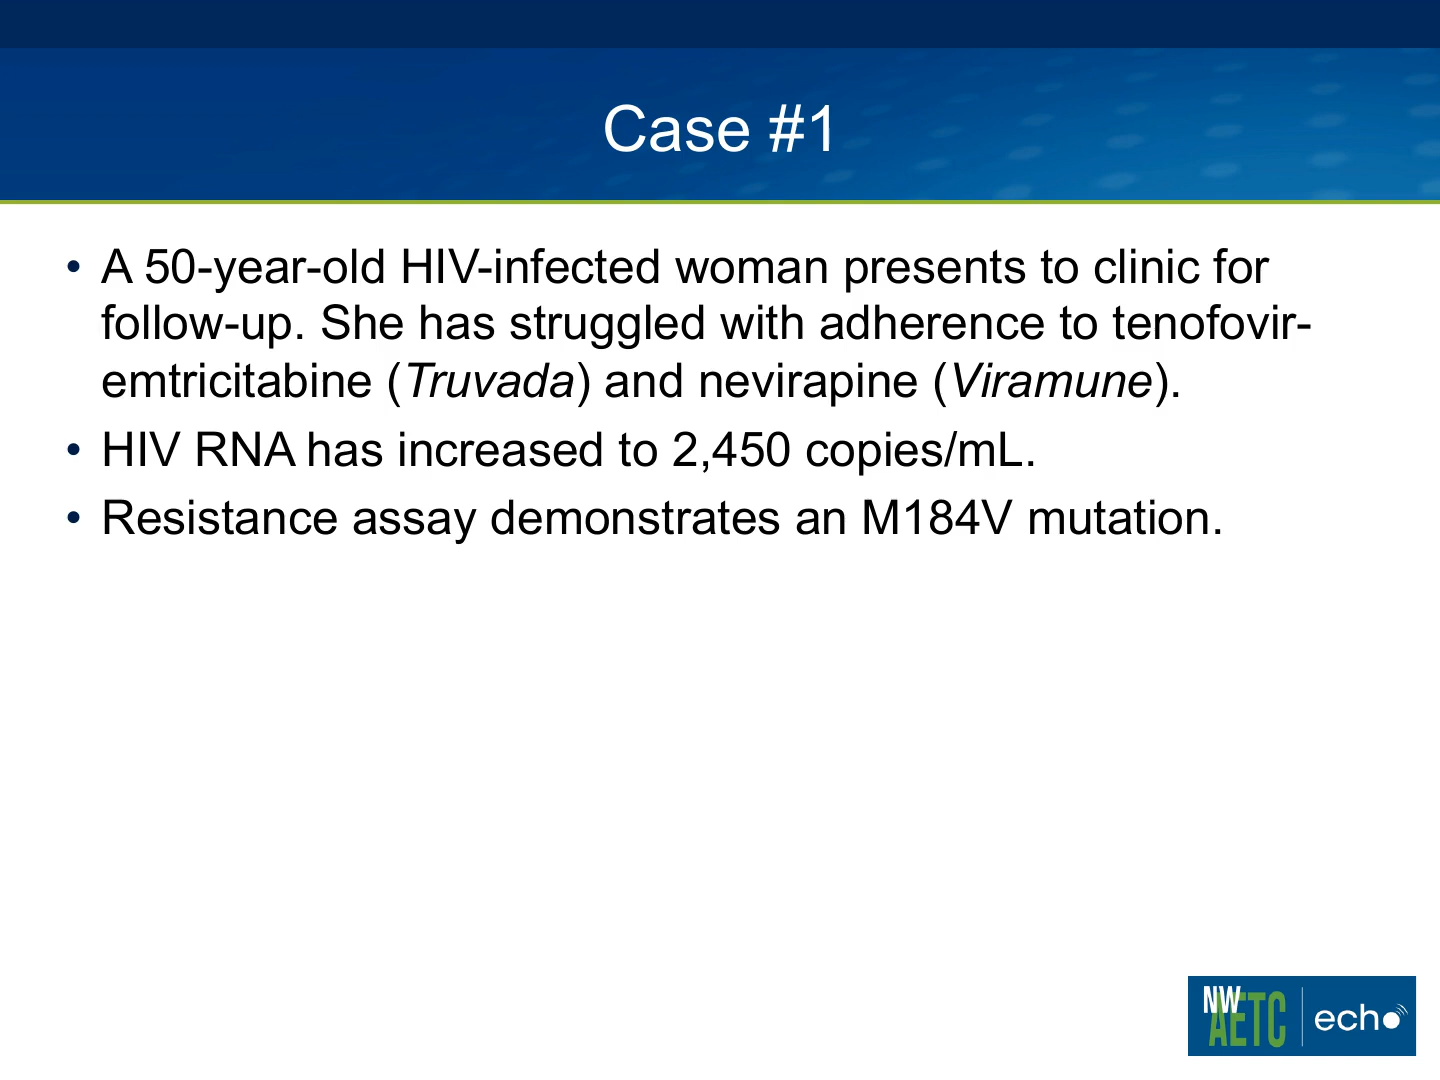 Case #1
• A 50-year-old HIV-infected woman presents to clinic for
follow-up. She has struggled with adherence to tenofovir-
emtricitabine (Truvada) and nevirapine (Viramune).
• HIV RNA has increased to 2,450 copies/mL.
• Resistance assay demonstrates an M184V mutation.
NW
AETC
echo